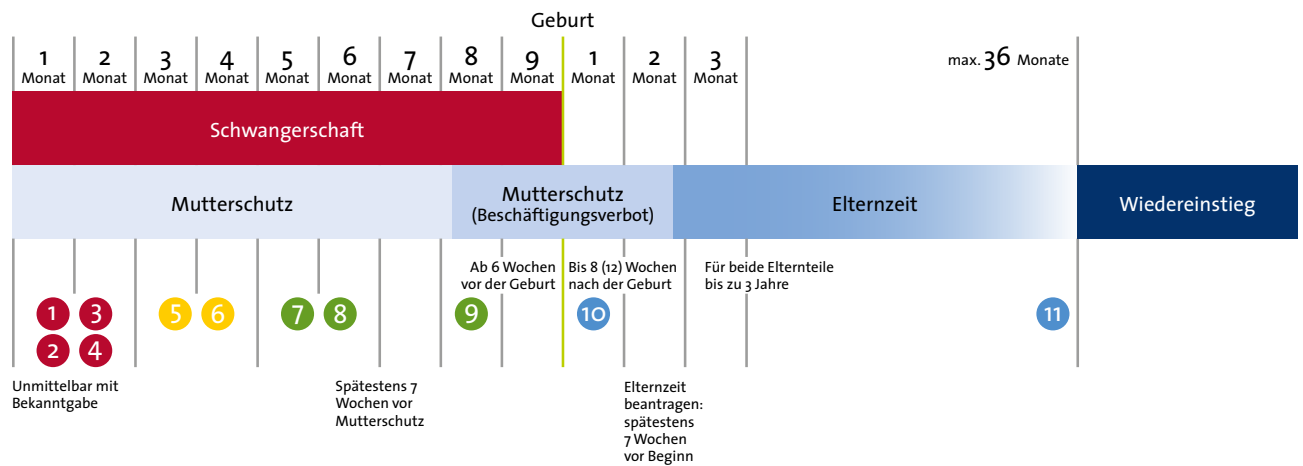 Geburt
1 Monat
2 Monat
3 Monat
4 Monat
5 Monat
6 Monat
7 Monat
8 Monat
9 Monat
1 Monat
2 Monat
3 Monat
max. 36 Monate
Schwangerschaft
Mutterschutz
Mutterschutz
(Beschäftigungsverbot)
Elternzeit
Wiedereinstieg
Ab 6 Wochen
vor der Geburt
Bis 8 (12) Wochen
nach der Geburt
Für beide Elternteile
bis zu 3 Jahre
1 3 5 6 7 8 9 10 11
2 4
Unmittelbar mit
Bekanntgabe
Spätestens 7
Wochen vor
Mutterschutz
Elternzeit
beantragen:
spätestens
7 Wochen
vor Beginn